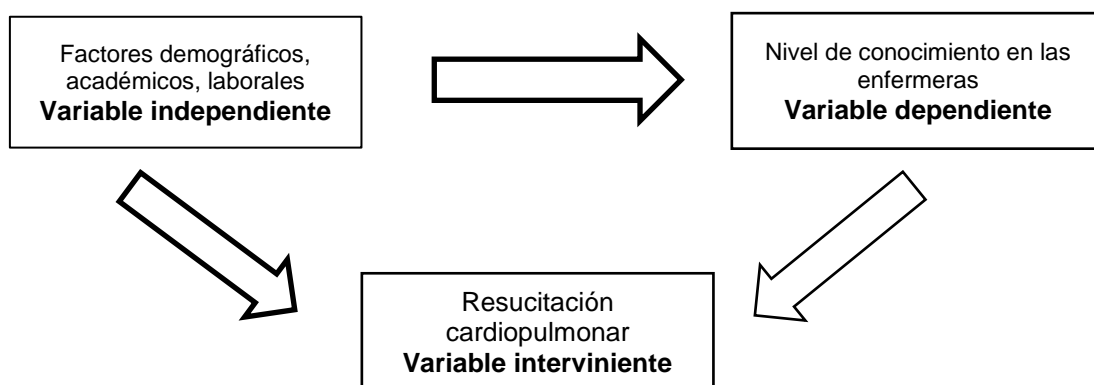 Factores demográficos,
académicos, laborales
Variable independiente
Nivel de conocimiento en las
enfermeras
Variable dependiente
Resucitación
cardiopulmonar
Variable interviniente